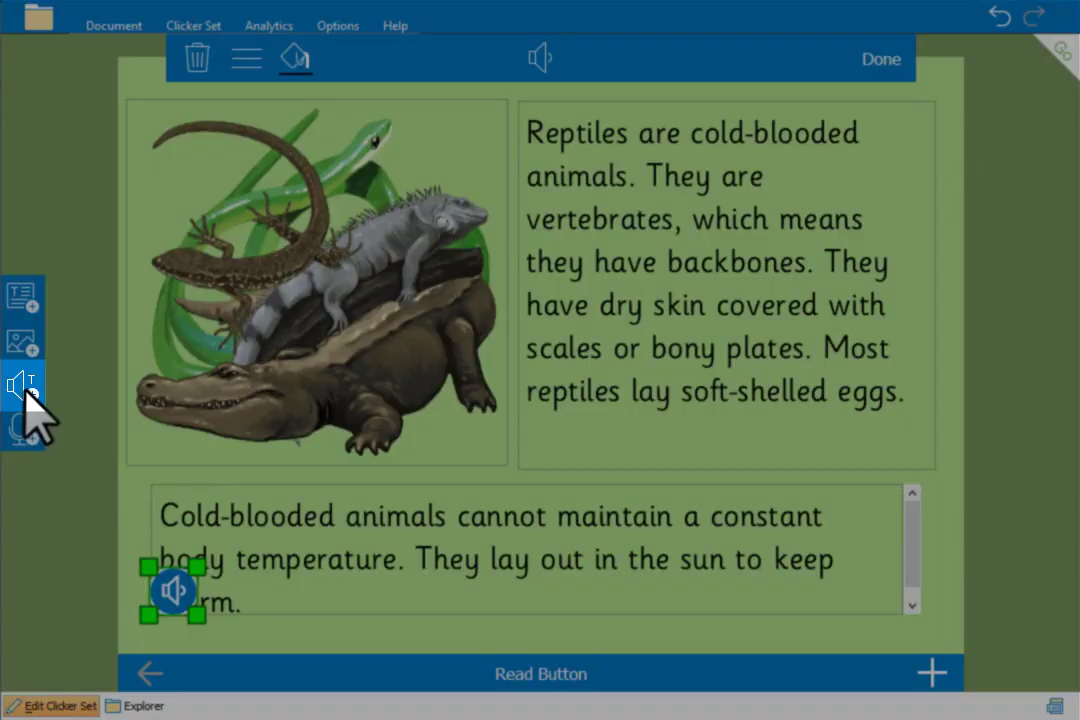 Document Clicker Set Analytics Options Help
Done
Reptiles are cold-blooded
animals. They are
vertebrates, which means
they have backbones. They
have dry skin covered with
scales or bony plates. Most
reptiles lay soft-shelled eggs.
T
T
Cold-blooded animals cannot maintain a constant
body temperature. They lay out in the sun to keep
rm.
Read Button
Edit Clicker Set Explorer